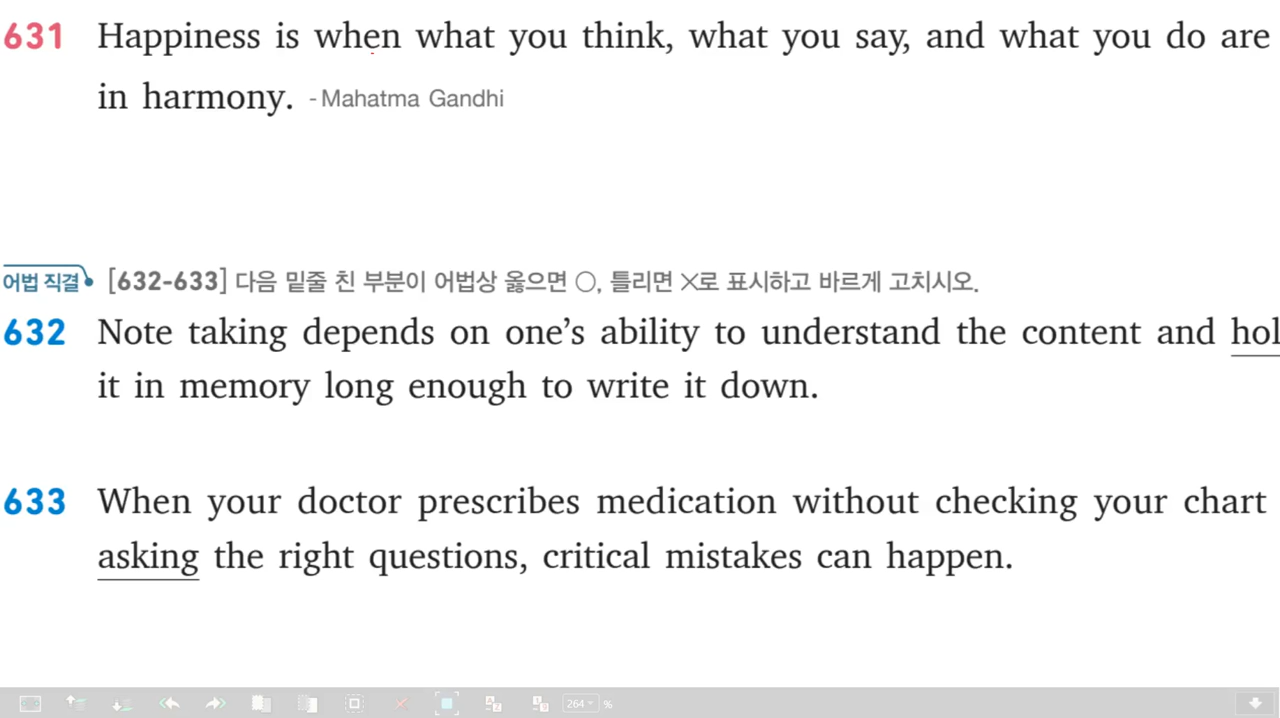 631 Happiness is when what you think, what you say, and what you do are
in harmony. - Mahatma Gandhi
어법 직결 [632-633] 다음 밑줄 친 부분이 어법상 옳으면 ○, 틀리면 ×로 표시하고 바르게 고치시오.
632 Note taking depends on one's ability to understand the content and
it in memory long enough to write it down.
633 When your doctor prescribes medication without checking your chart
asking the right questions, critical mistakes can happen.
264 %